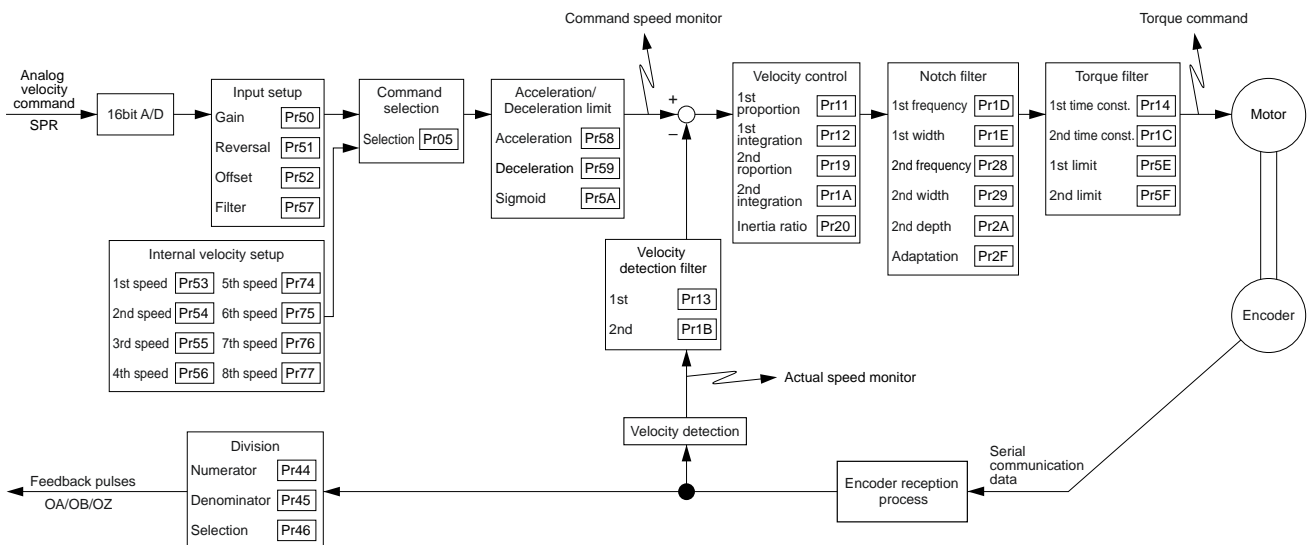 Command speed monitor
Torque command
Analog
velocity
command
SPR
16bit A/D
Input setup
Gain Pr50
Reversal Pr51
Offset Pr52
Filter Pr57
Command
selection
Selection Pr05
Acceleration/
Deceleration limit
Acceleration Pr58
Deceleration Pr59
Sigmoid Pr5A
+
−
Velocity control
1st
proportion Pr11
1st
integration Pr12
2nd
roportion Pr19
2nd
integration Pr1A
Inertia ratio Pr20
Notch filter
1st frequency Pr1D
1st width Pr1E
2nd frequency Pr28
2nd width Pr29
2nd depth Pr2A
Adaptation Pr2F
Torque filter
1st time const. Pr14
2nd time const. Pr1C
1st limit Pr5E
2nd limit Pr5F
Motor
Internal velocity setup
1st speed Pr53 5th speed Pr74
2nd speed Pr54 6th speed Pr75
3rd speed Pr55 7th speed Pr76
4th speed Pr56 8th speed Pr77
Velocity
detection filter
1st Pr13
2nd Pr1B
Encoder
Actual speed monitor
Velocity detection
Division
Numerator Pr44
Denominator Pr45
Selection Pr46
Feedback pulses
OA/OB/OZ
Encoder reception
process
Serial
communication
data